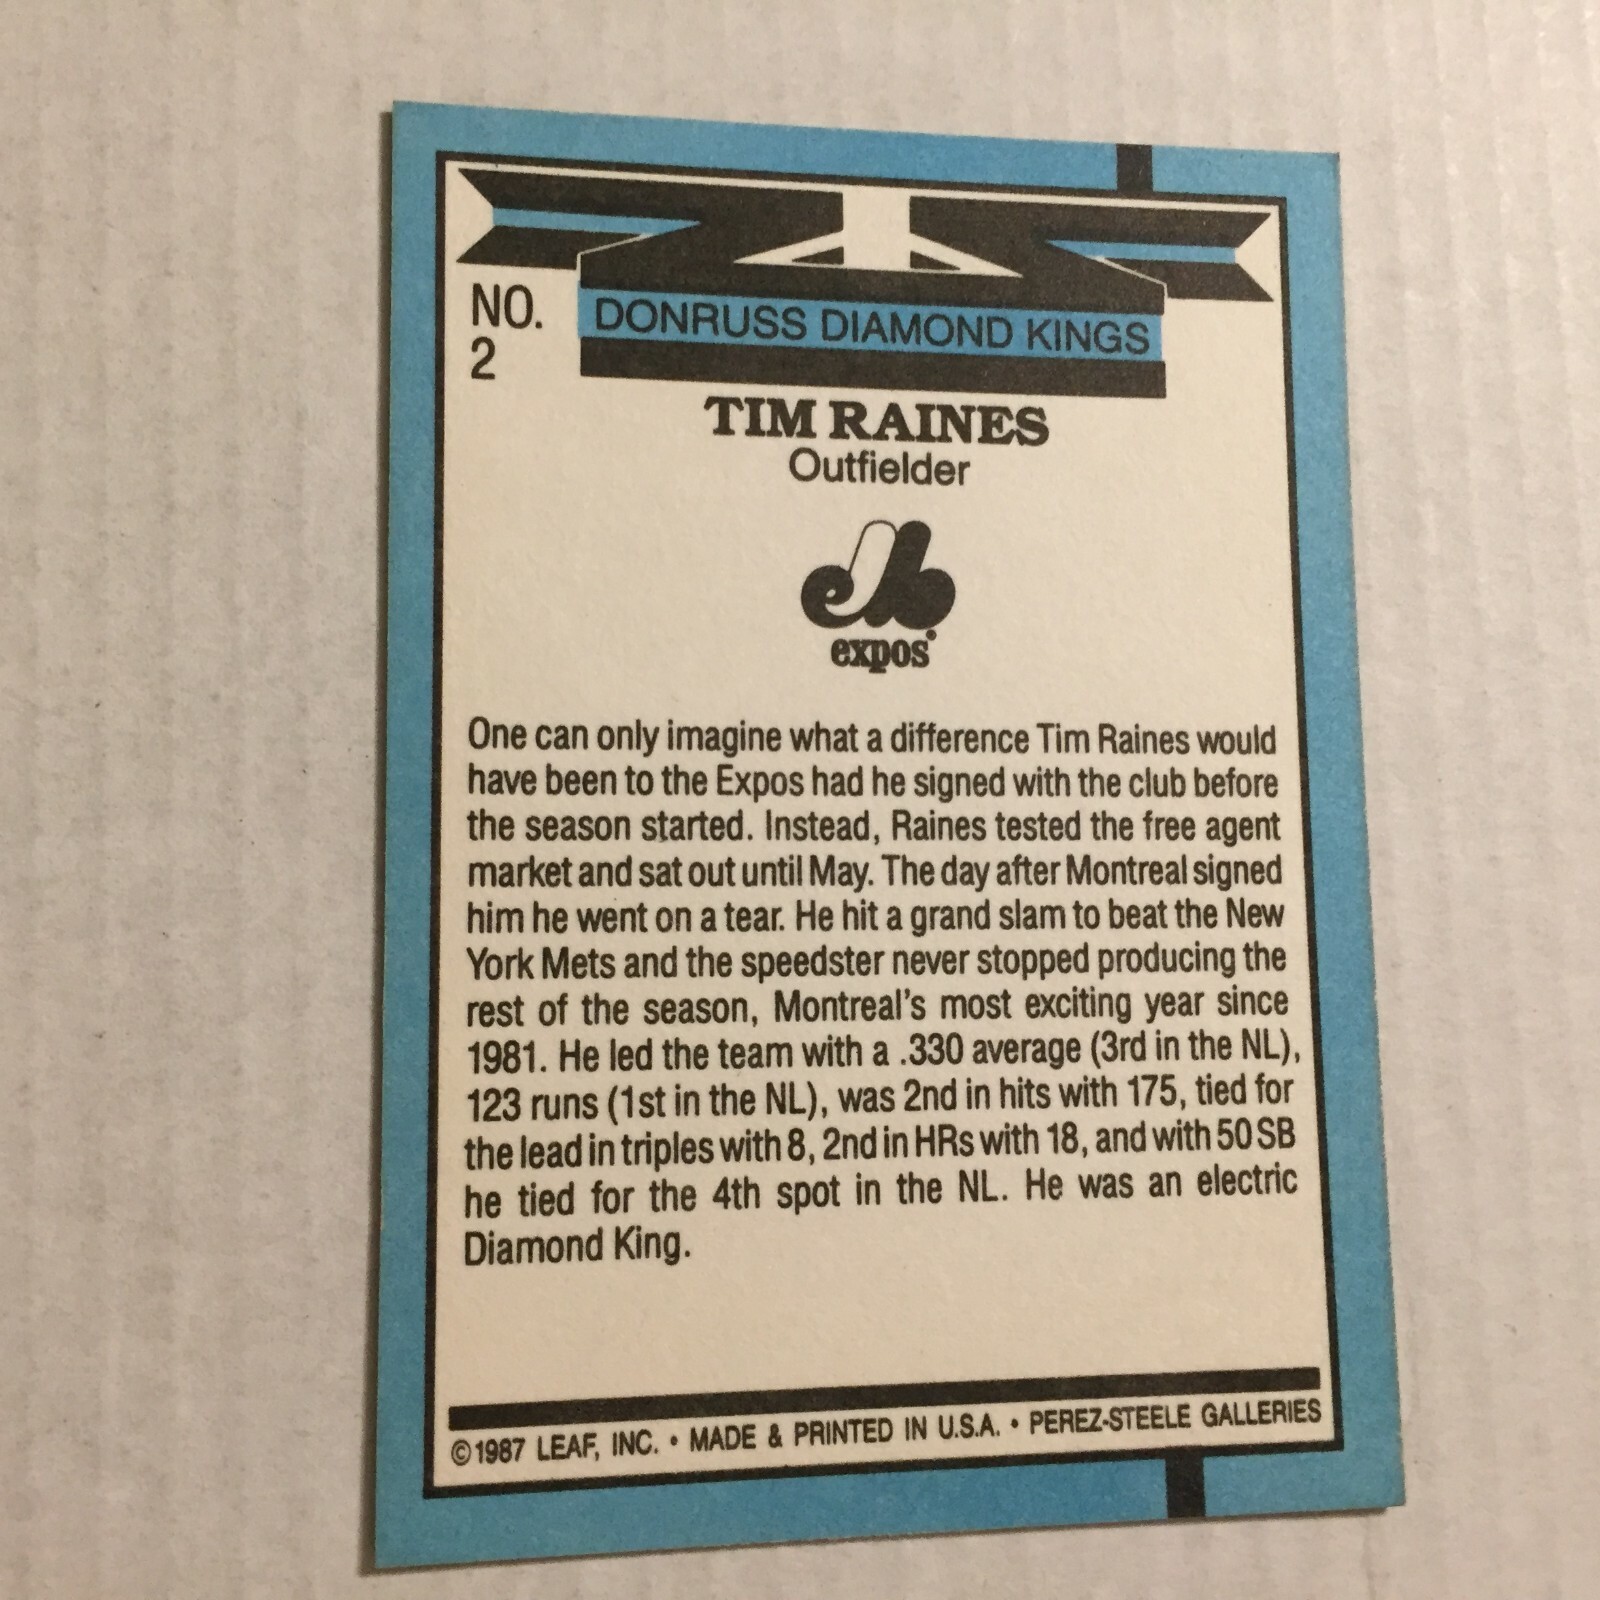 NO.
2
DONRUSS DIAMOND KINGS
TIM RAINES
Outfielder
expos
One can only imagine what a difference Tim Raines would
have been to the Expos had he signed with the club before
the season started. Instead, Raines tested the free agent
market and sat out until May. The day after Montreal signed
him he went on a tear. He hit a grand slam to beat the New
York Mets and the speedster never stopped producing the
rest of the season, Montreal's most exciting year since
1981. He led the team with a .330 average (3rd in the NL),
123 runs (1st in the NL), was 2nd in hits with 175, tied for
the lead in triples with 8, 2nd in HRs with 18, and with 50 SB
he tied for the 4th spot in the NL. He was an electric
Diamond King.
©1987 LEAF, INC. • MADE & PRINTED IN U.S.A. • PEREZ-STEELE GALLERIES